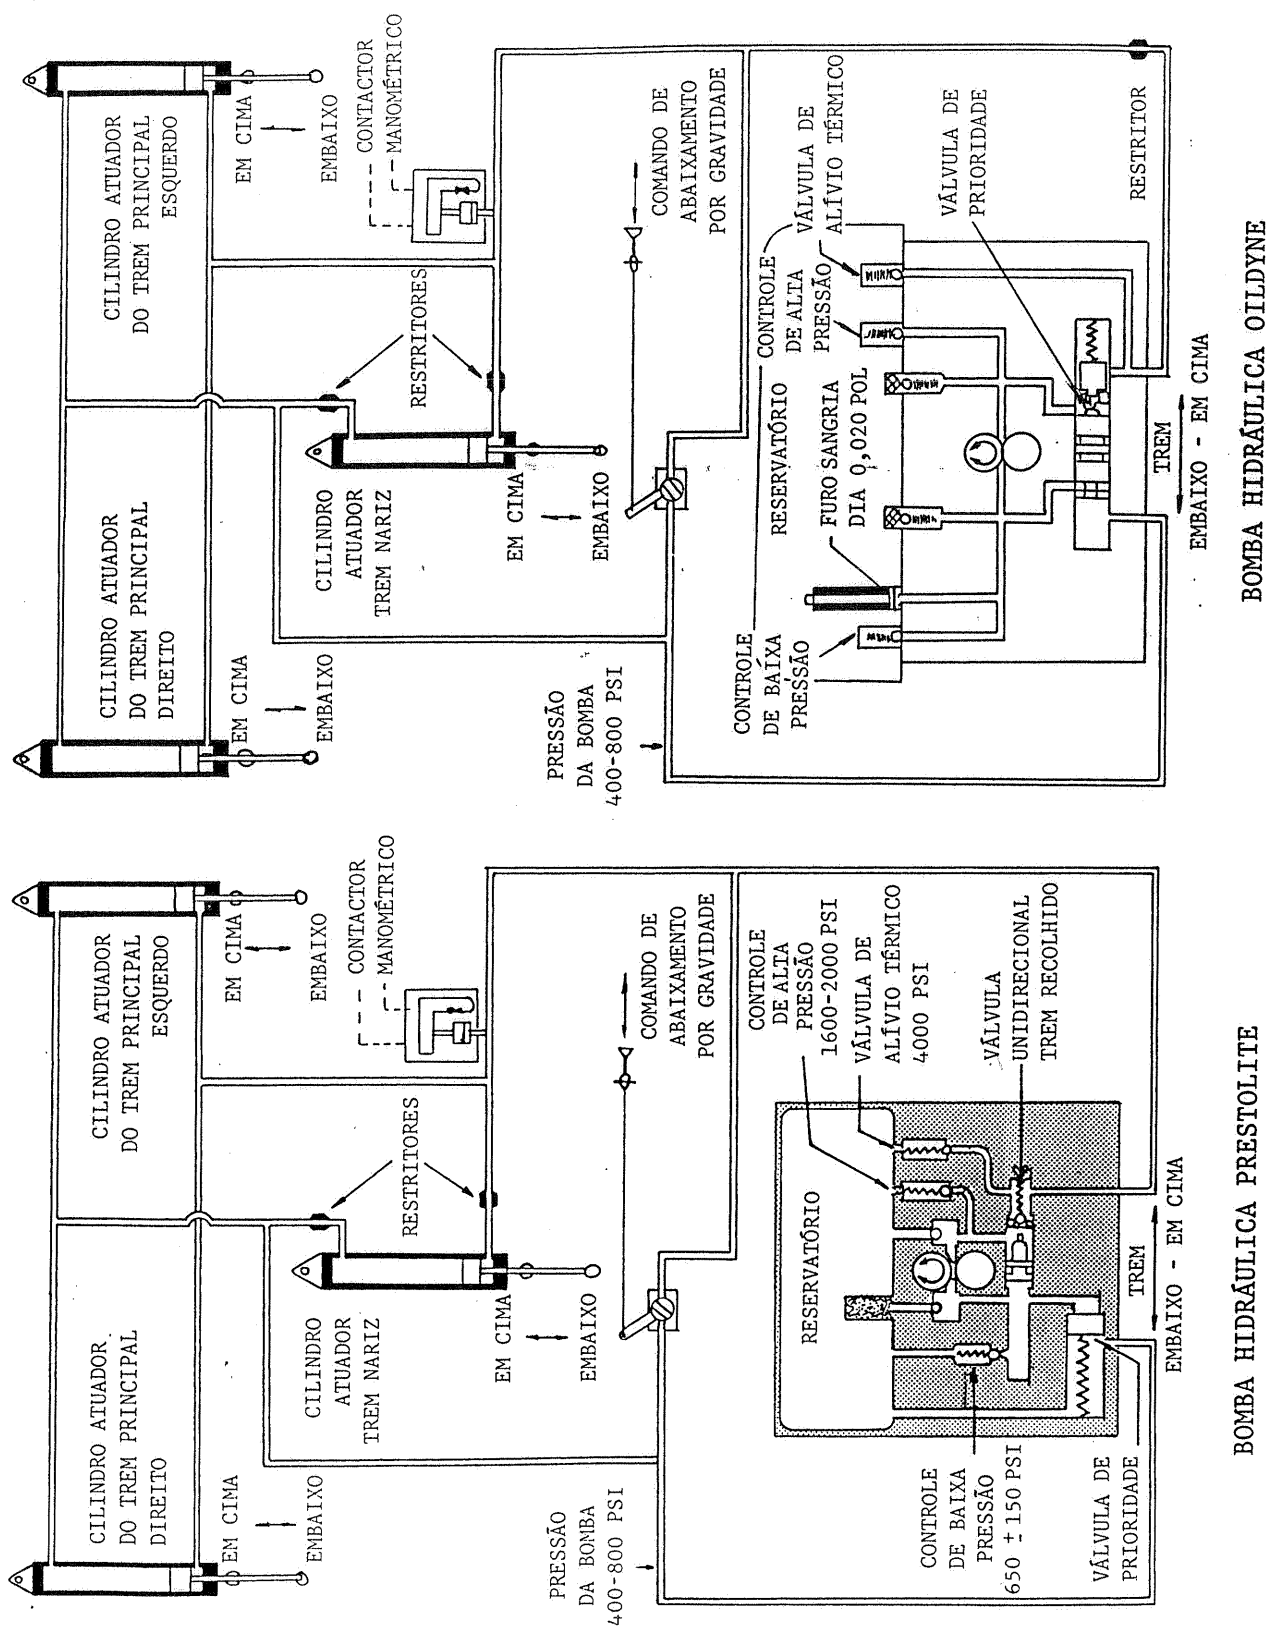 CILINDRO ATUADOR
DO TREM PRINCIPAL
DIREITO
EM CIMA
EMBAIXO
CILINDRO ATUADOR
DO TREM PRINCIPAL
ESQUERDO
EM CIMA
EMBAIXO
CONTACTOR
MANOMÉTRICO
RESTRITORES
CILINDRO
ATUADOR
TREM NARIZ
EM CIMA
EMBAIXO
COMANDO DE
ABAIXAMENTO
POR GRAVIDADE
PRESSÃO
DA BOMBA
400-800 PSI
CONTROLE
DE ALTA
PRESSÃO
1600-2000 PSI
VÁLVULA DE
ALÍVIO TÉRMICO
4000 PSI
VÁLVULA
UNIDIRECIONAL
TREM RECOLHIDO
RESERVATÓRIO
CONTROLE
DE BAIXA
PRESSÃO
650 ± 150 PSI
VÁLVULA DE
PRIORIDADE
TREM
EMBAIXO - EM CIMA
BOMBA HIDRÁULICA PRESTOLITE
CILINDRO ATUADOR
DO TREM PRINCIPAL
DIREITO
EM CIMA
EMBAIXO
CILINDRO ATUADOR
DO TREM PRINCIPAL
ESQUERDO
EM CIMA
EMBAIXO
CONTACTOR
MANOMÉTRICO
RESTRITORES
CILINDRO
ATUADOR
TREM NARIZ
EM CIMA
EMBAIXO
COMANDO DE
ABAIXAMENTO
POR GRAVIDADE
PRESSÃO
DA BOMBA
400-800 PSI
CONTROLE
DE BAIXA
PRESSÃO
RESERVATÓRIO
FURO SANGRIA
DIA 0,020 POL
CONTROLE
DE ALTA
PRESSÃO
VÁLVULA DE
ALÍVIO TÉRMICO
VÁLVULA DE
PRIORIDADE
RESTRITOR
TREM
EMBAIXO - EM CIMA
BOMBA HIDRÁULICA OILDYNE